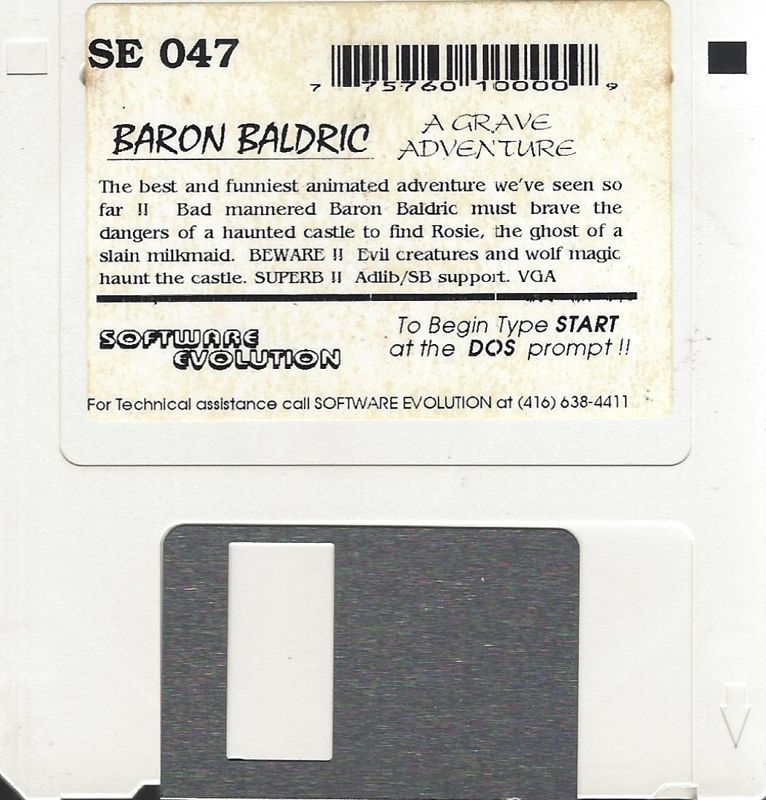 SE 047
7 75760 10000 9
BARON BALDRIC
A GRAVE
ADVENTURE
The best and funniest animated adventure we've seen so
far !! Bad mannered Baron Baldric must brave the
dangers of a haunted castle to find Rosie, the ghost of a
slain milkmaid. BEWARE !! Evil creatures and wolf magic
haunt the castle. SUPERB !! Adlib/SB support. VGA
SOFTWARE
EVOLUTION
To Begin Type START
at the DOS prompt !!
For Technical assistance call SOFTWARE EVOLUTION at (416) 638-4411